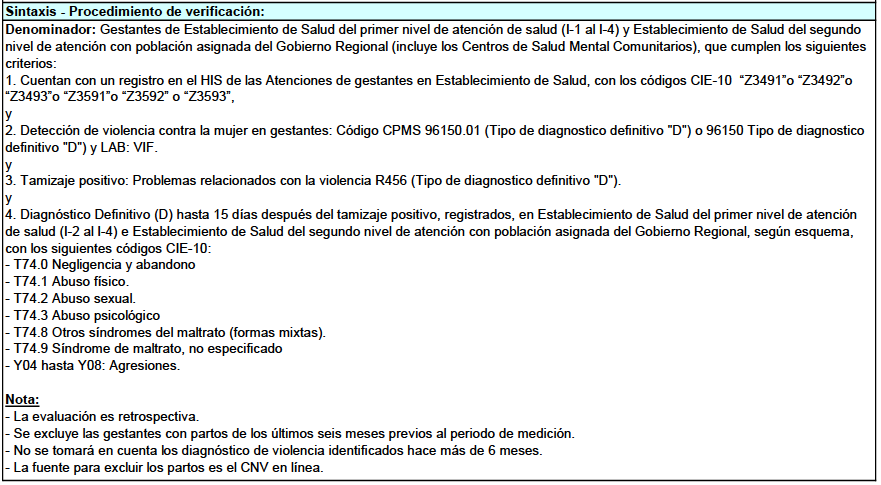 Sintaxis - Procedimiento de verificación:
Denominador: Gestantes de Establecimiento de Salud del primer nivel de atención de salud (I-1 al I-4) y Establecimiento de Salud del segundo
nivel de atención con población asignada del Gobierno Regional (incluye los Centros de Salud Mental Comunitarios), que cumplen los siguientes
criterios:
1. Cuentan con un registro en el HIS de las Atenciones de gestantes en Establecimiento de Salud, con los códigos CIE-10  “Z3491”o “Z3492”o
“Z3493”o “Z3591”o “Z3592” o “Z3593”,
y
2. Detección de violencia contra la mujer en gestantes: Código CPMS 96150.01 (Tipo de diagnostico definitivo "D") o 96150 Tipo de diagnostico
definitivo "D") y LAB: VIF.
y
3. Tamizaje positivo: Problemas relacionados con la violencia R456 (Tipo de diagnostico definitivo "D").
y
4. Diagnóstico Definitivo (D) hasta 15 días después del tamizaje positivo, registrados, en Establecimiento de Salud del primer nivel de atención
de salud (I-2 al I-4) e Establecimiento de Salud del segundo nivel de atención con población asignada del Gobierno Regional, según esquema,
con los siguientes códigos CIE-10:
- T74.0 Negligencia y abandono
- T74.1 Abuso físico.
- T74.2 Abuso sexual.
- T74.3 Abuso psicológico
- T74.8 Otros síndromes del maltrato (formas mixtas).
- T74.9 Síndrome de maltrato, no especificado
- Y04 hasta Y08: Agresiones.
Nota:
- La evaluación es retrospectiva.
- Se excluye las gestantes con partos de los últimos seis meses previos al periodo de medición.
- No se tomará en cuenta los diagnóstico de violencia identificados hace más de 6 meses.
- La fuente para excluir los partos es el CNV en línea.